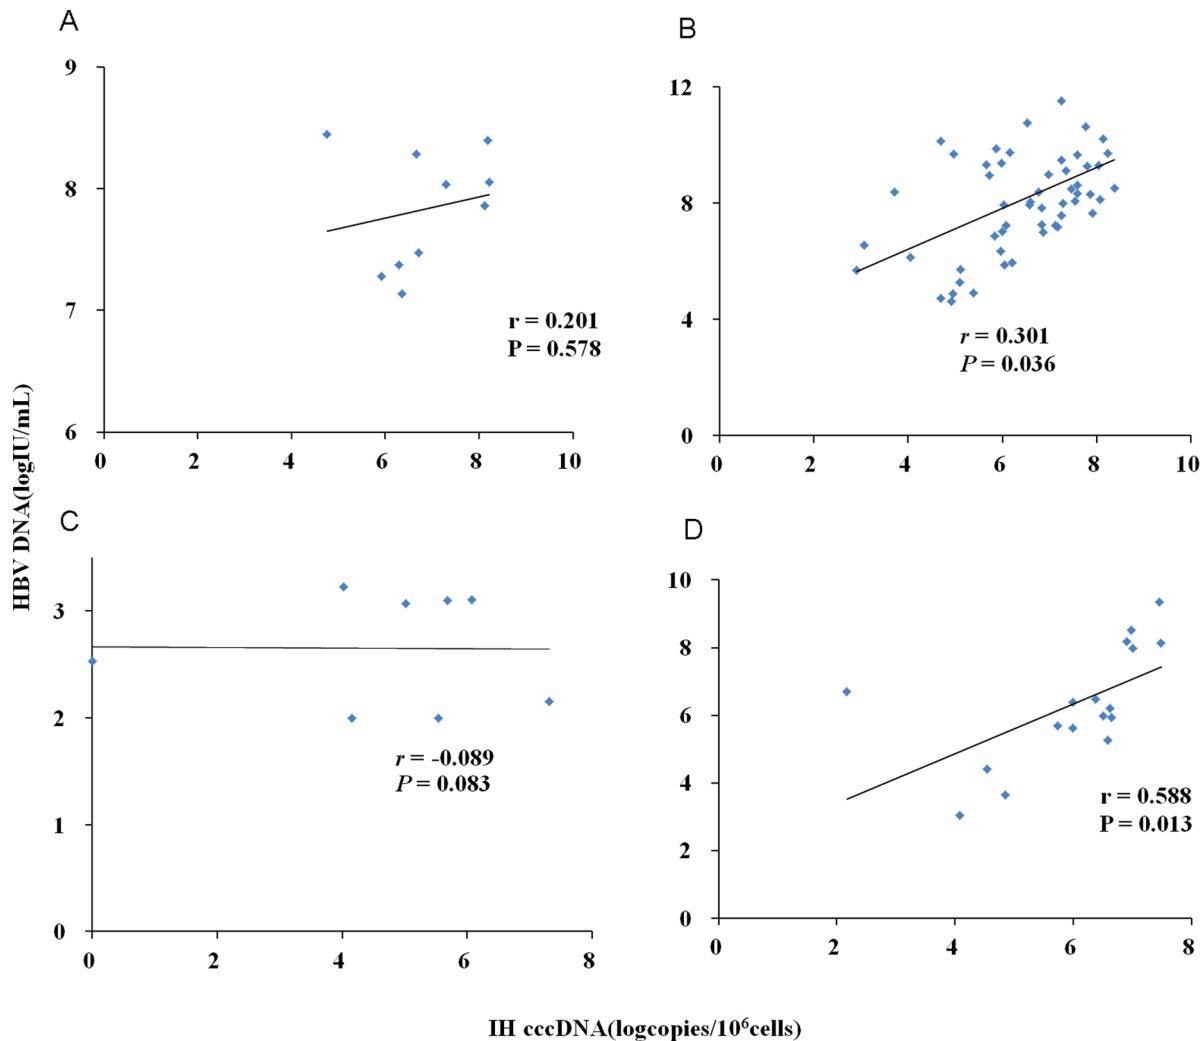 A
9
8
7
6
0 2 4 6 8 10
r = 0.201
P = 0.578
B
12
8
4
0
0 2 4 6 8 10
r = 0.301
P = 0.036
HBV DNA(logIU/mL)
C
3
2
1
0
0 2 4 6 8
r = -0.089
P = 0.083
D
10
8
6
4
2
0
0 2 4 6 8
r = 0.588
P = 0.013
IH cccDNA(logcopies/10⁶cells)